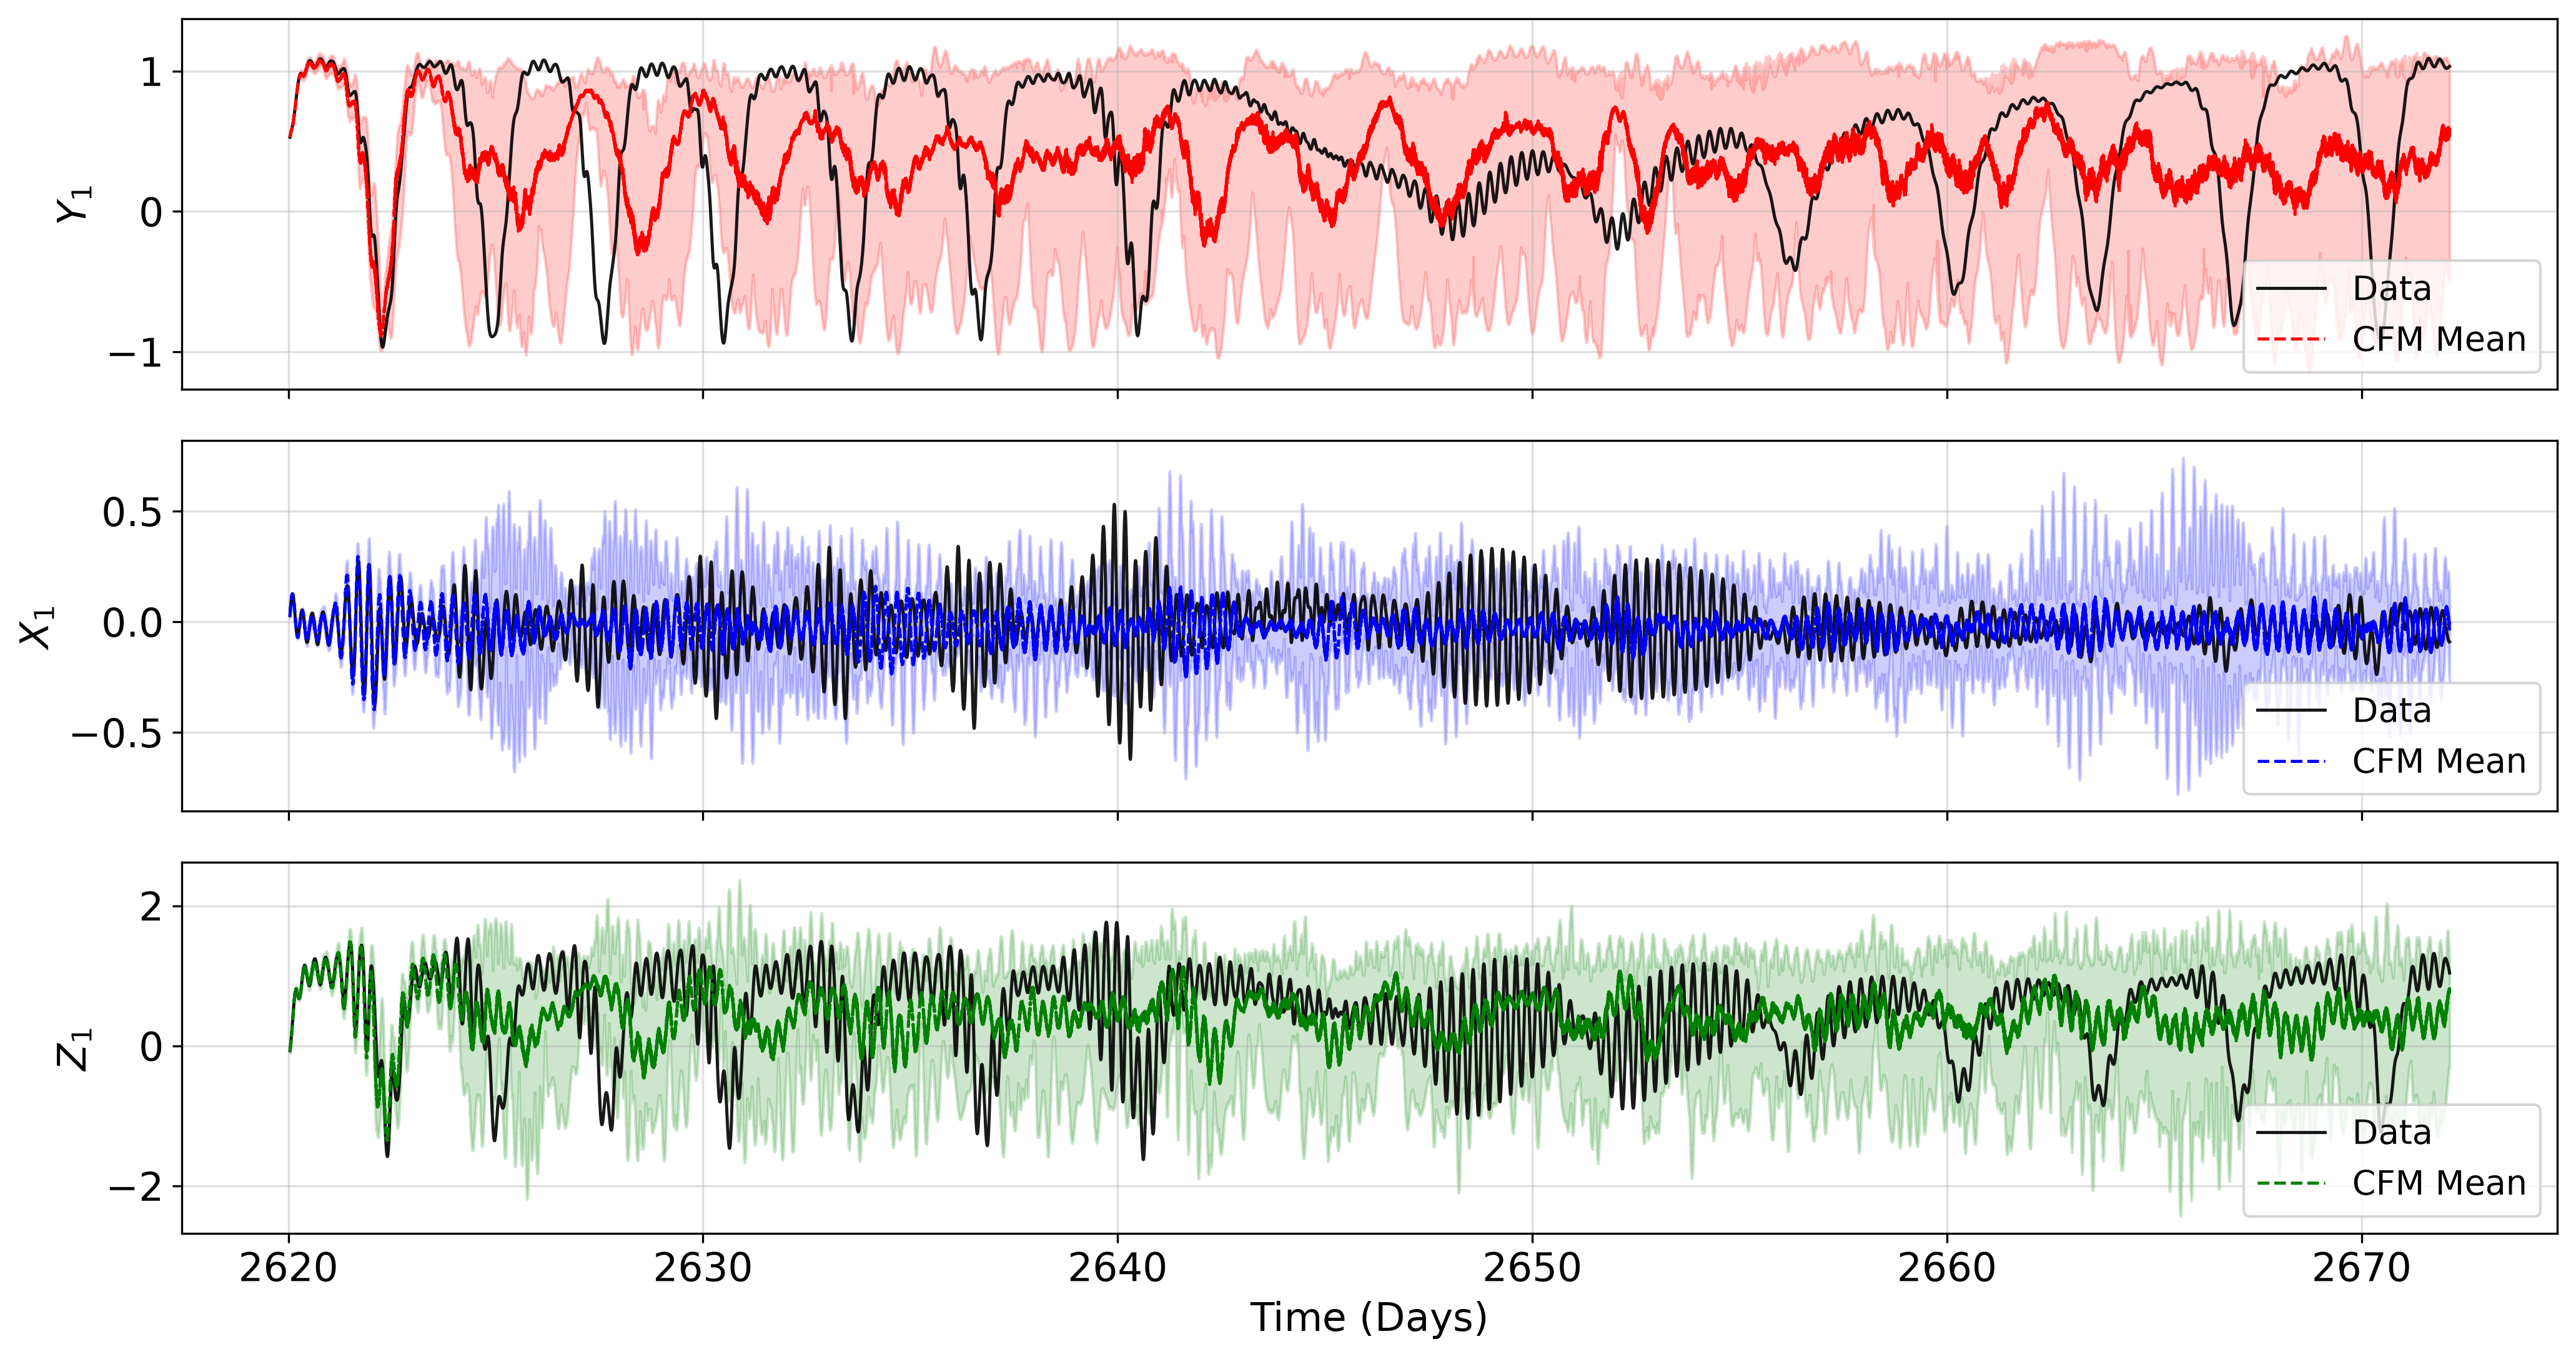 1
0
−1
Y₁
Data
CFM Mean
0.5
0.0
−0.5
X₁
Data
CFM Mean
2
0
−2
Z₁
Data
CFM Mean
2620 2630 2640 2650 2660 2670
Time (Days)